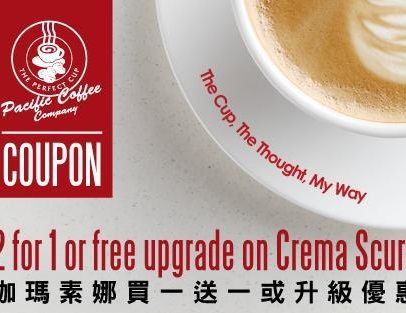 THE PERFECT CUP
Pacific Coffee
Company
COUPON
The Cup, The Thought, My Way
2 for 1 or free upgrade on Crema Scur
加瑪素娜買一送一或升級優惠